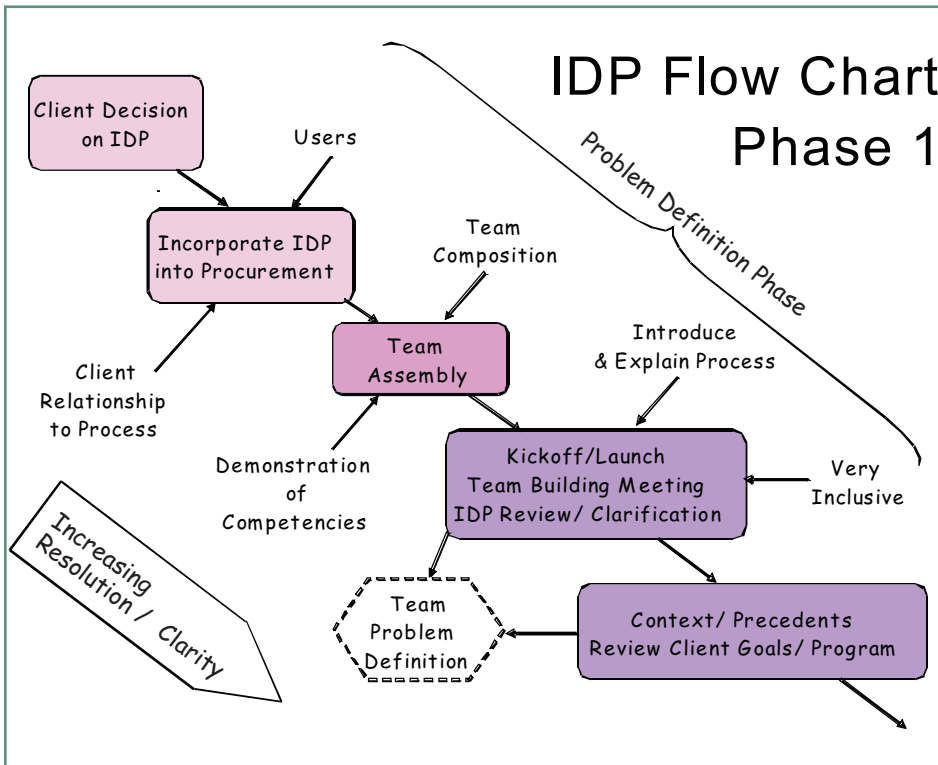 IDP Flow Chart
Phase 1
Client Decision
on IDP
Users
Problem Definition Phase
Incorporate IDP
into Procurement
Team
Composition
Client
Relationship
to Process
Team
Assembly
Introduce
& Explain Process
Demonstration
of
Competencies
Kickoff/Launch
Team Building Meeting
IDP Review/ Clarification
Very
Inclusive
Increasing
Resolution / Clarity
Team
Problem
Definition
Context/ Precedents
Review Client Goals/ Program